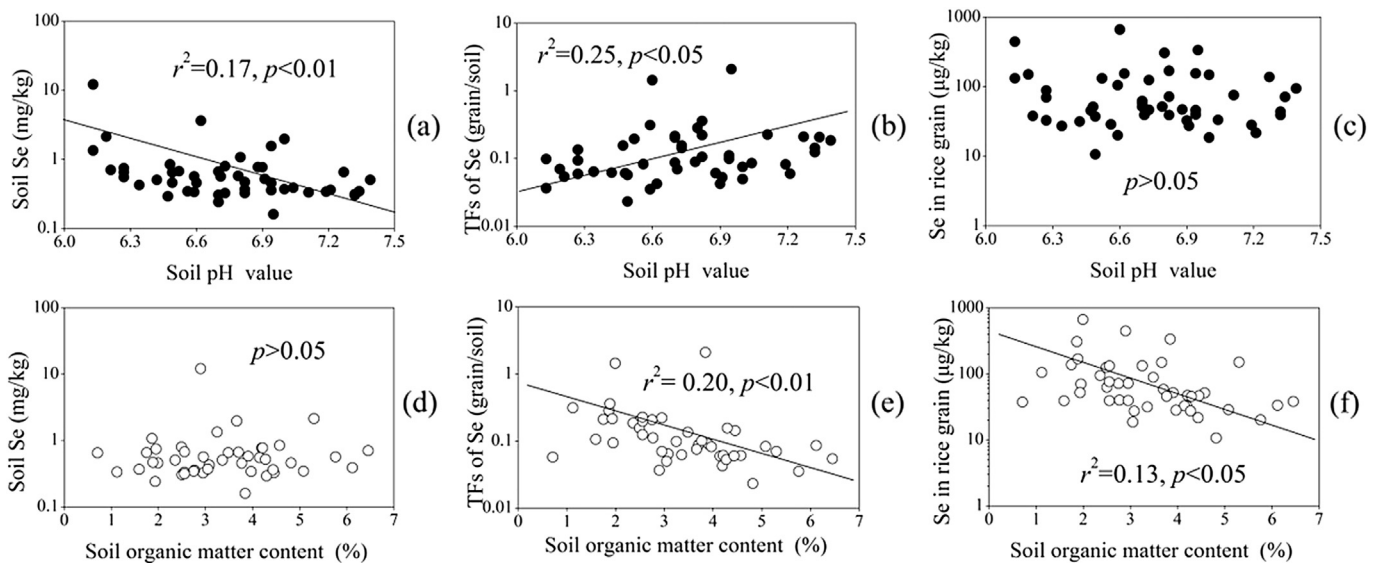 100
10
1
0.1
Soil Se (mg/kg)
r²=0.17, p<0.01
6.0 6.3 6.6 6.9 7.2 7.5
Soil pH value
(a)
10
1
0.1
0.01
TFs of Se (grain/soil)
r²=0.25, p<0.05
6.0 6.3 6.6 6.9 7.2 7.5
Soil pH value
(b)
1000
100
10
1
Se in rice grain (µg/kg)
p>0.05
6.0 6.3 6.6 6.9 7.2 7.5
Soil pH value
(c)
100
10
1
0.1
Soil Se (mg/kg)
p>0.05
0 1 2 3 4 5 6 7
Soil organic matter content (%)
(d)
10
1
0.1
0.01
TFs of Se (grain/soil)
r²= 0.20, p<0.01
0 1 2 3 4 5 6 7
Soil organic matter content (%)
(e)
1000
100
10
1
Se in rice grain (µg/kg)
r²=0.13, p<0.05
0 1 2 3 4 5 6 7
Soil organic matter content (%)
(f)